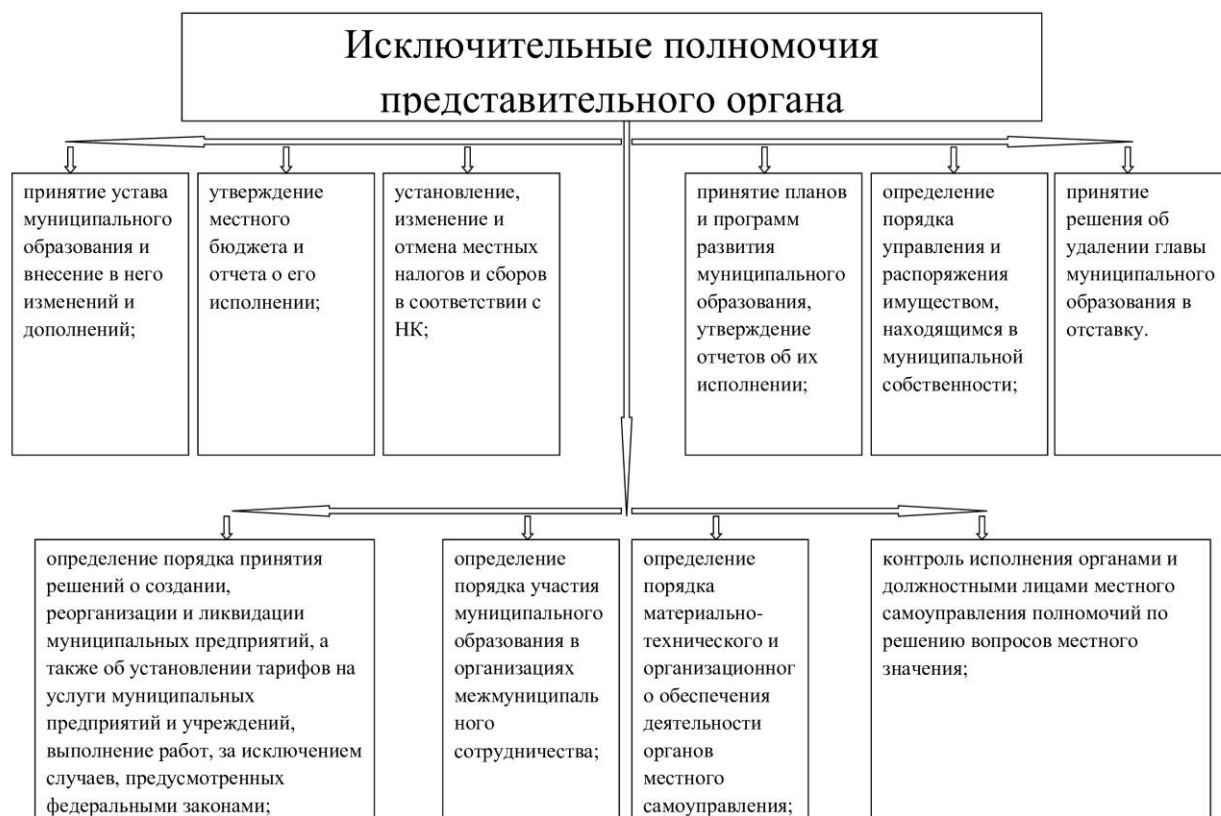 Исключительные полномочия
представительного органа
принятие устава
муниципального
образования и
внесение в него
изменений и
дополнений;
утверждение
местного
бюджета и
отчета о его
исполнении;
установление,
изменение и
отмена местных
налогов и сборов
в соответствии с
НК;
принятие планов
и программ
развития
муниципального
образования,
утверждение
отчетов об их
исполнении;
определение
порядка
управления и
распоряжения
имуществом,
находящимся в
муниципальной
собственности;
принятие
решения об
удалении главы
муниципального
образования в
отставку.
определение порядка принятия
решений о создании,
реорганизации и ликвидации
муниципальных предприятий, а
также об установлении тарифов на
услуги муниципальных
предприятий и учреждений,
выполнение работ, за исключением
случаев, предусмотренных
федеральными законами;
определение
порядка участия
муниципального
образования в
организациях
межмуниципаль
ного
сотрудничества;
определение
порядка
материально-
технического и
организационног
о обеспечения
деятельности
органов
местного
самоуправления;
контроль исполнения органами и
должностными лицами местного
самоуправления полномочий по
решению вопросов местного
значения;